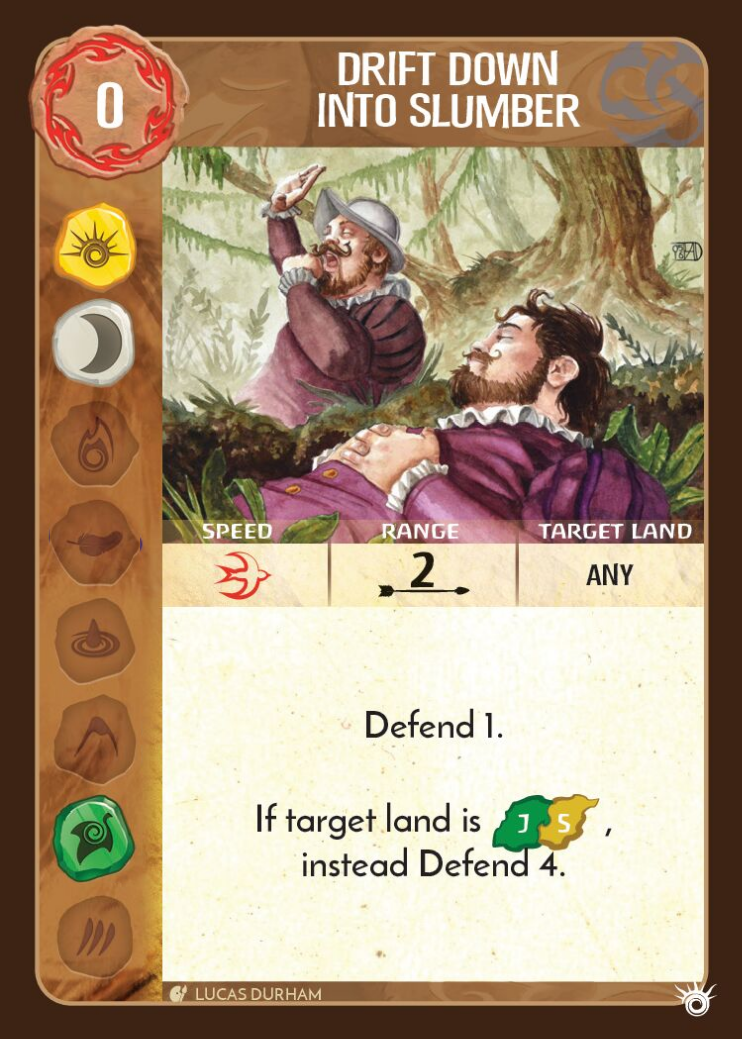 0
DRIFT DOWN
INTO SLUMBER
SPEED RANGE TARGET LAND
2 ANY
Defend 1.
If target land is J S ,
instead Defend 4.
LUCAS DURHAM